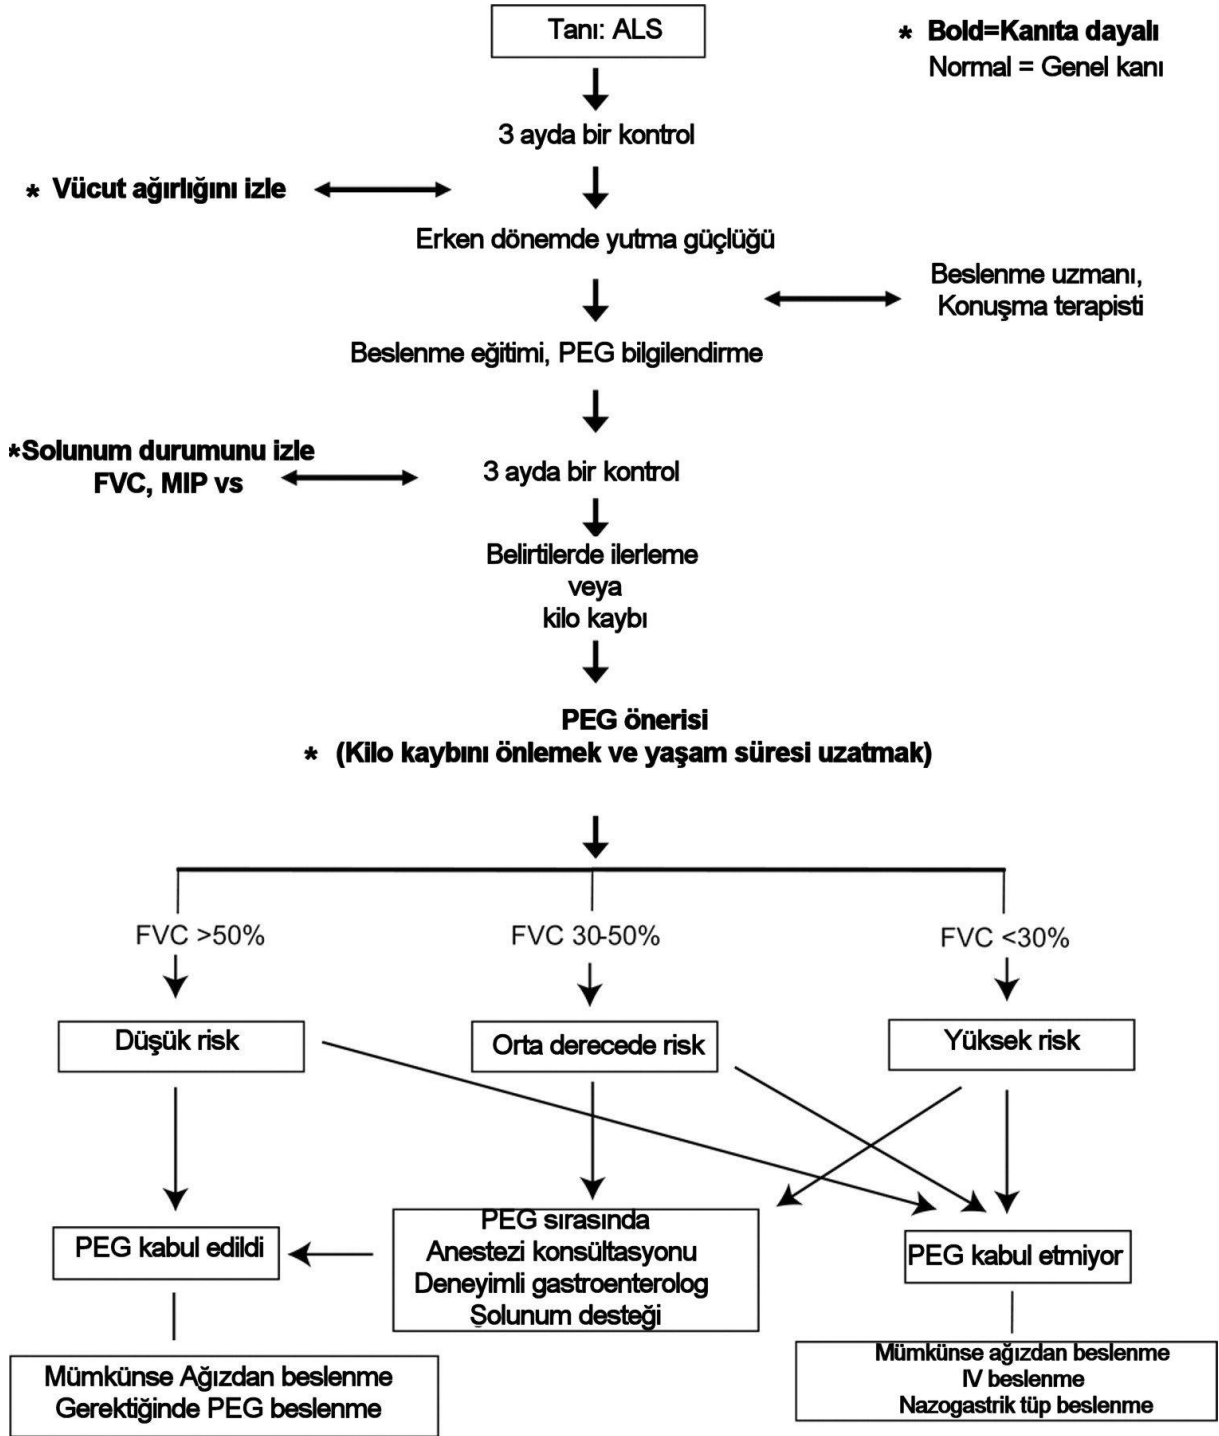 Tanı: ALS
* Bold=Kanıta dayalı
Normal = Genel kanı
3 ayda bir kontrol
* Vücut ağırlığını izle
Erken dönemde yutma güçlüğü
Beslenme uzmanı,
Konuşma terapisti
Beslenme eğitimi, PEG bilgilendirme
*Solunum durumunu izle
FVC, MIP vs
3 ayda bir kontrol
Belirtilerde ilerleme
veya
kilo kaybı
PEG önerisi
* (Kilo kaybını önlemek ve yaşam süresi uzatmak)
FVC >50%
FVC 30-50%
FVC <30%
Düşük risk
Orta derecede risk
Yüksek risk
PEG kabul edildi
PEG sırasında
Anestezi konsültasyonu
Deneyimli gastroenterolog
Solunum desteği
PEG kabul etmiyor
Mümkünse Ağızdan beslenme
Gerektiğinde PEG beslenme
Mümkünse ağızdan beslenme
IV beslenme
Nazogastrik tüp beslenme